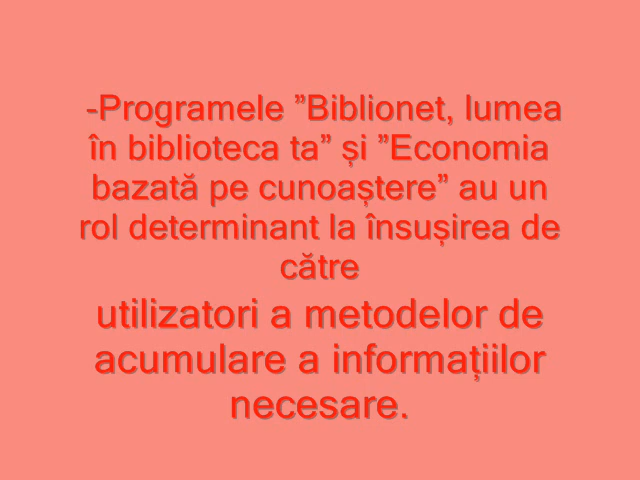 -Programele ”Biblionet, lumea
în biblioteca ta” și ”Economia
bazată pe cunoaștere” au un
rol determinant la însușirea de
către
utilizatori a metodelor de
acumulare a informațiilor
necesare.